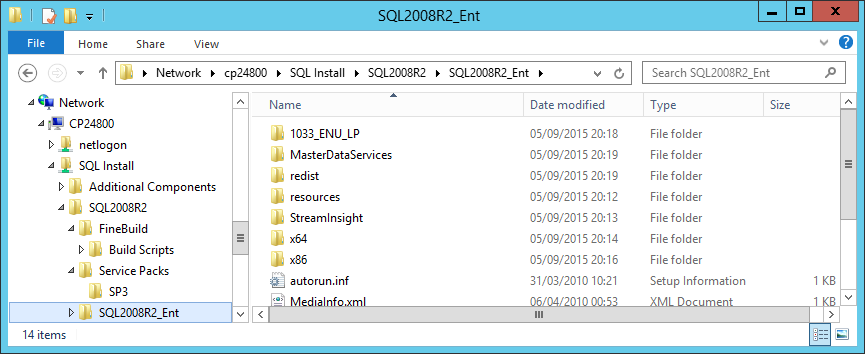 SQL2008R2_Ent
File Home Share View
Network cp24800 SQL Install SQL2008R2 SQL2008R2_Ent Search SQL2008R2_Ent
Network
CP24800
netlogon
SQL Install
Additional Components
SQL2008R2
FineBuild
Build Scripts
Service Packs
SP3
SQL2008R2_Ent
Name Date modified Type Size
1033_ENU_LP 05/09/2015 20:18 File folder
MasterDataServices 05/09/2015 20:19 File folder
redist 05/09/2015 20:19 File folder
resources 05/09/2015 20:12 File folder
StreamInsight 05/09/2015 20:13 File folder
x64 05/09/2015 20:14 File folder
x86 05/09/2015 20:16 File folder
autorun.inf 31/03/2010 10:21 Setup Information 1 KB
MediaInfo.xml 06/04/2010 00:53 XML Document 1 KB
14 items